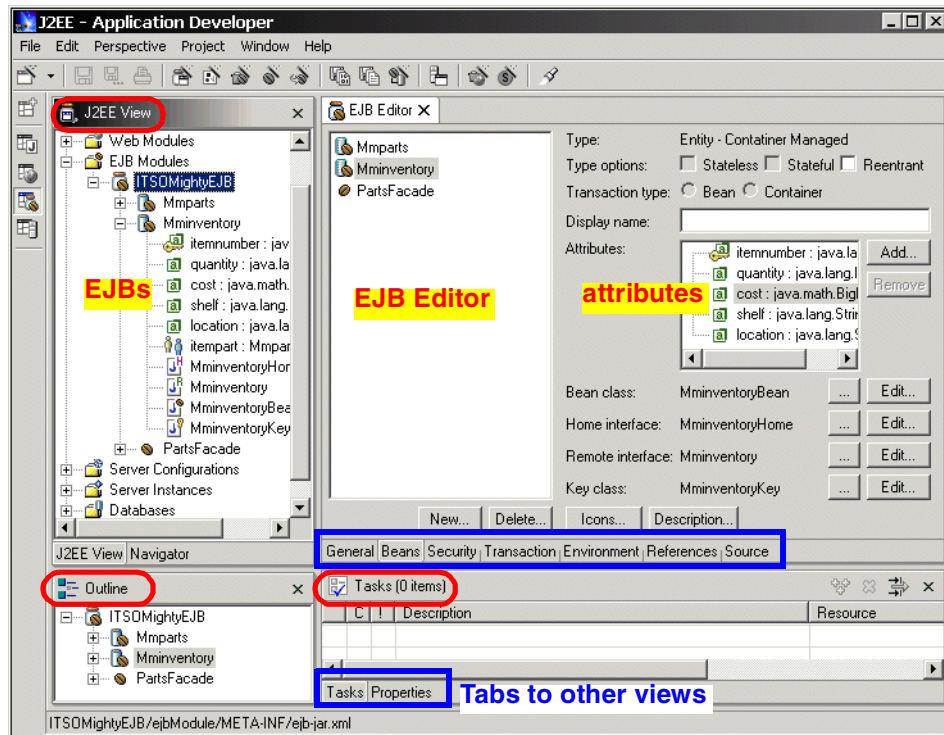 J2EE - Application Developer
File Edit Perspective Project Window Help
J2EE View
Web Modules
EJB Modules
ITSOMightyEJB
Mmparts
Mminventory
itemnumber : jav
quantity : java.la
cost : java.math.
shelf : java.lang.
location : java.la
itempart : Mmpar
MminventoryHor
Mminventory
MminventoryBea
MminventoryKey
PartsFacade
Server Configurations
Server Instances
Databases
EJBs
J2EE View Navigator
EJB Editor
Mmparts
Mminventory
PartsFacade
EJB Editor
New... Delete... Icons... Description...
Type: Entity - Contatiner Managed
Type options: Stateless Stateful Reentrant
Transaction type: Bean Container
Display name:
Attributes:
itemnumber : java.la
quantity : java.lang.I
cost : java.math.Bigl
shelf : java.lang.Strin
location : java.lang.S
attributes
Add...
Remove
Bean class: MminventoryBean ... Edit...
Home interface: MminventoryHome ... Edit...
Remote interface: Mminventory ... Edit...
Key class: MminventoryKey ... Edit...
General Beans Security Transaction Environment References Source
Outline
ITSOMightyEJB
Mmparts
Mminventory
PartsFacade
Tasks (0 items)
C ! Description Resource
Tasks Properties
Tabs to other views
ITSOMightyEJB/ejbModule/META-INF/ejb-jar.xml